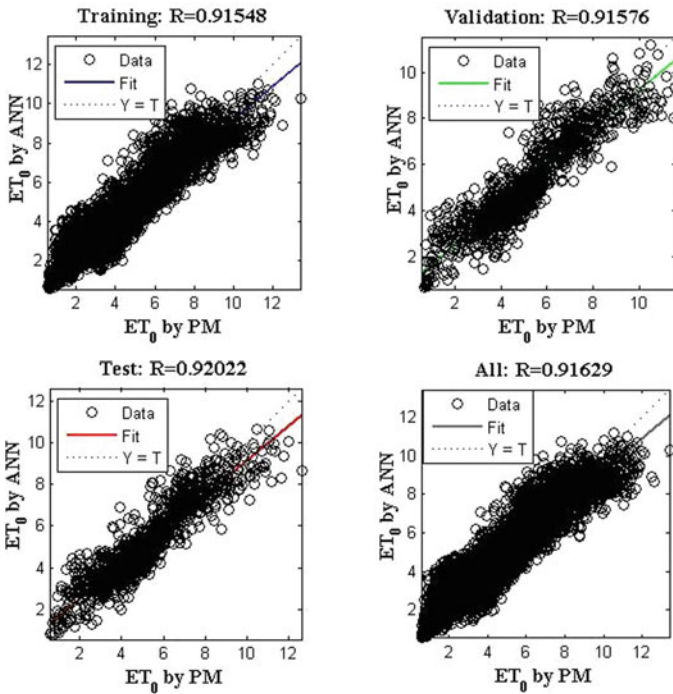 Training: R=0.91548
Data
Fit
Y = T
12
10
8
6
4
2
ET0 by ANN
2 4 6 8 10 12
ET0 by PM
Validation: R=0.91576
Data
Fit
Y = T
10
8
6
4
2
ET0 by ANN
2 4 6 8 10
ET0 by PM
Test: R=0.92022
Data
Fit
Y = T
12
10
8
6
4
2
ET0 by ANN
2 4 6 8 10 12
ET0 by PM
All: R=0.91629
Data
Fit
Y = T
12
10
8
6
4
2
ET0 by ANN
2 4 6 8 10 12
ET0 by PM